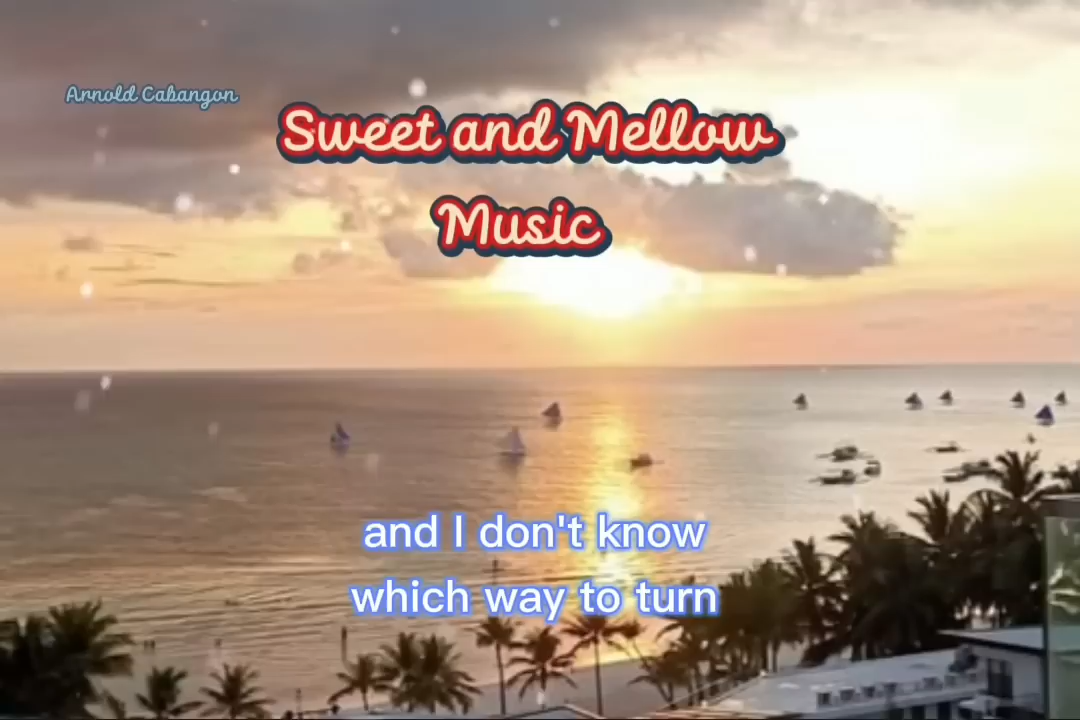 Arnold Cabangon
Sweet and Mellow
Music
and I don't know
which way to turn